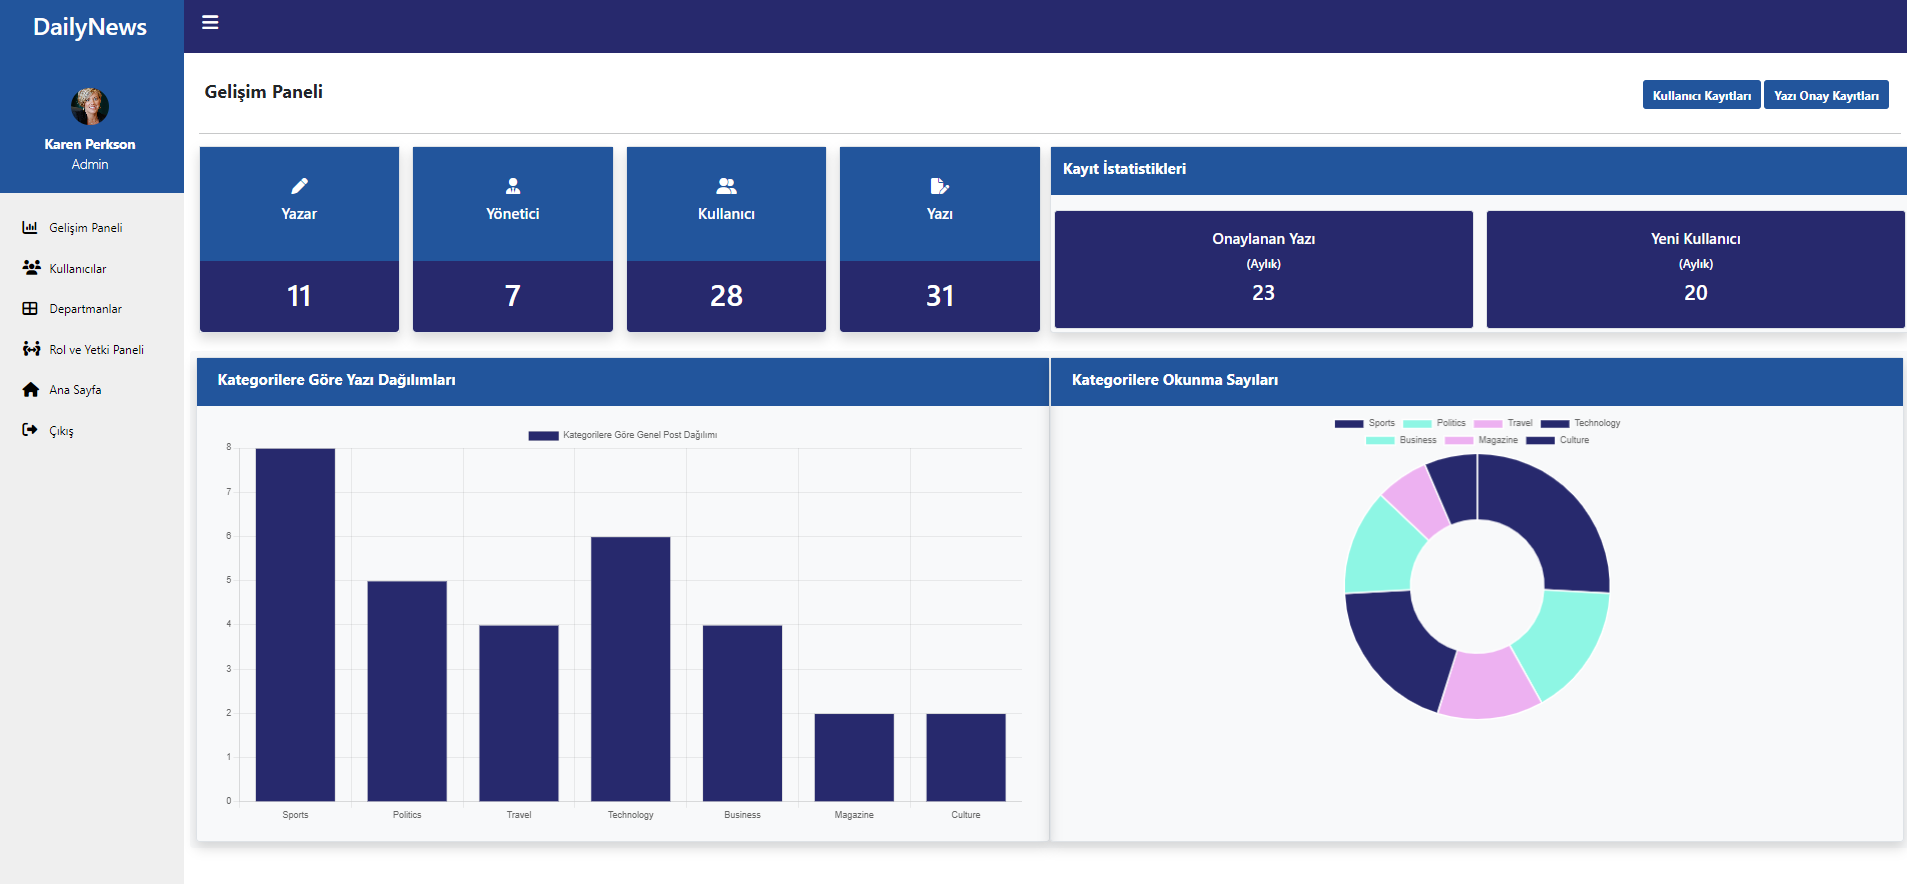 DailyNews
Karen Perkson
Admin
Gelişim Paneli
Kullanıcılar
Departmanlar
Rol ve Yetki Paneli
Ana Sayfa
Çıkış
Gelişim Paneli
Kullanıcı Kayıtları
Yazı Onay Kayıtları
Yazar
11
Yönetici
7
Kullanıcı
28
Yazı
31
Kayıt İstatistikleri
Onaylanan Yazı
(Aylık)
23
Yeni Kullanıcı
(Aylık)
20
Kategorilere Göre Yazı Dağılımları
Kategorilere Göre Genel Post Dağılımı
8
7
6
5
4
3
2
1
0
Sports Politics Travel Technology Business Magazine Culture
Kategorilere Okunma Sayıları
Sports Politics Travel Technology
Business Magazine Culture